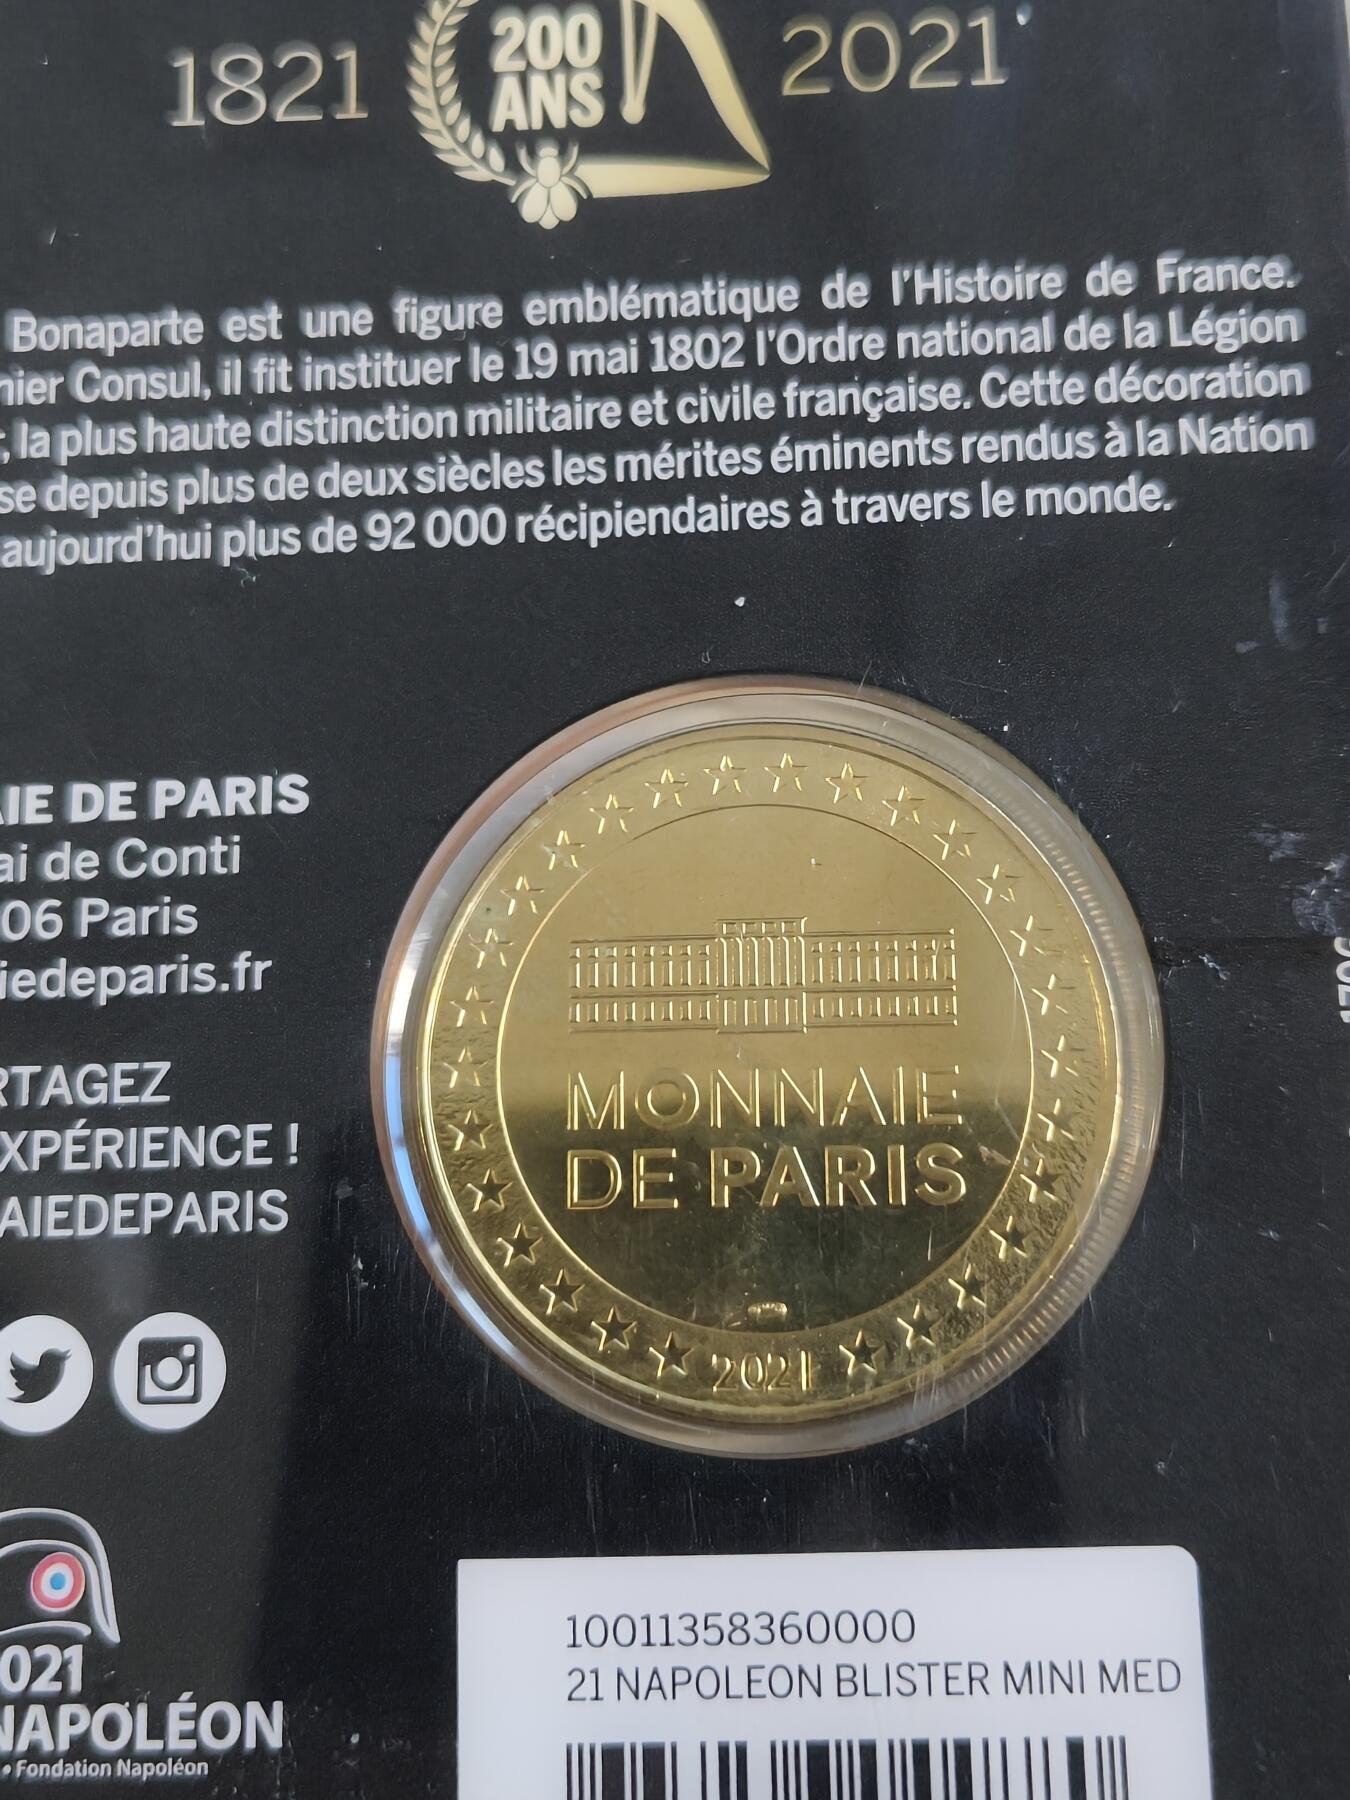 1821 200 ANS 2021
Bonaparte est une figure emblématique de l'Histoire de France.
Consul, il fit instituer le 19 mai 1802 l'Ordre national de la Légion
la plus haute distinction militaire et civile française. Cette décoration
depuis plus de deux siècles les mérites éminents rendus à la Nation
aujourd'hui plus de 92 000 récipiendaires à travers le monde.
DE PARIS
de Conti
06 Paris
iedeparis.fr
RTAGEZ
XPÉRIENCE !
AIEDEPARIS
MONNAIE
DE PARIS
2021
021
NAPOLÉON
• Fondation Napoléon
10011358360000
21 NAPOLEON BLISTER MINI MED